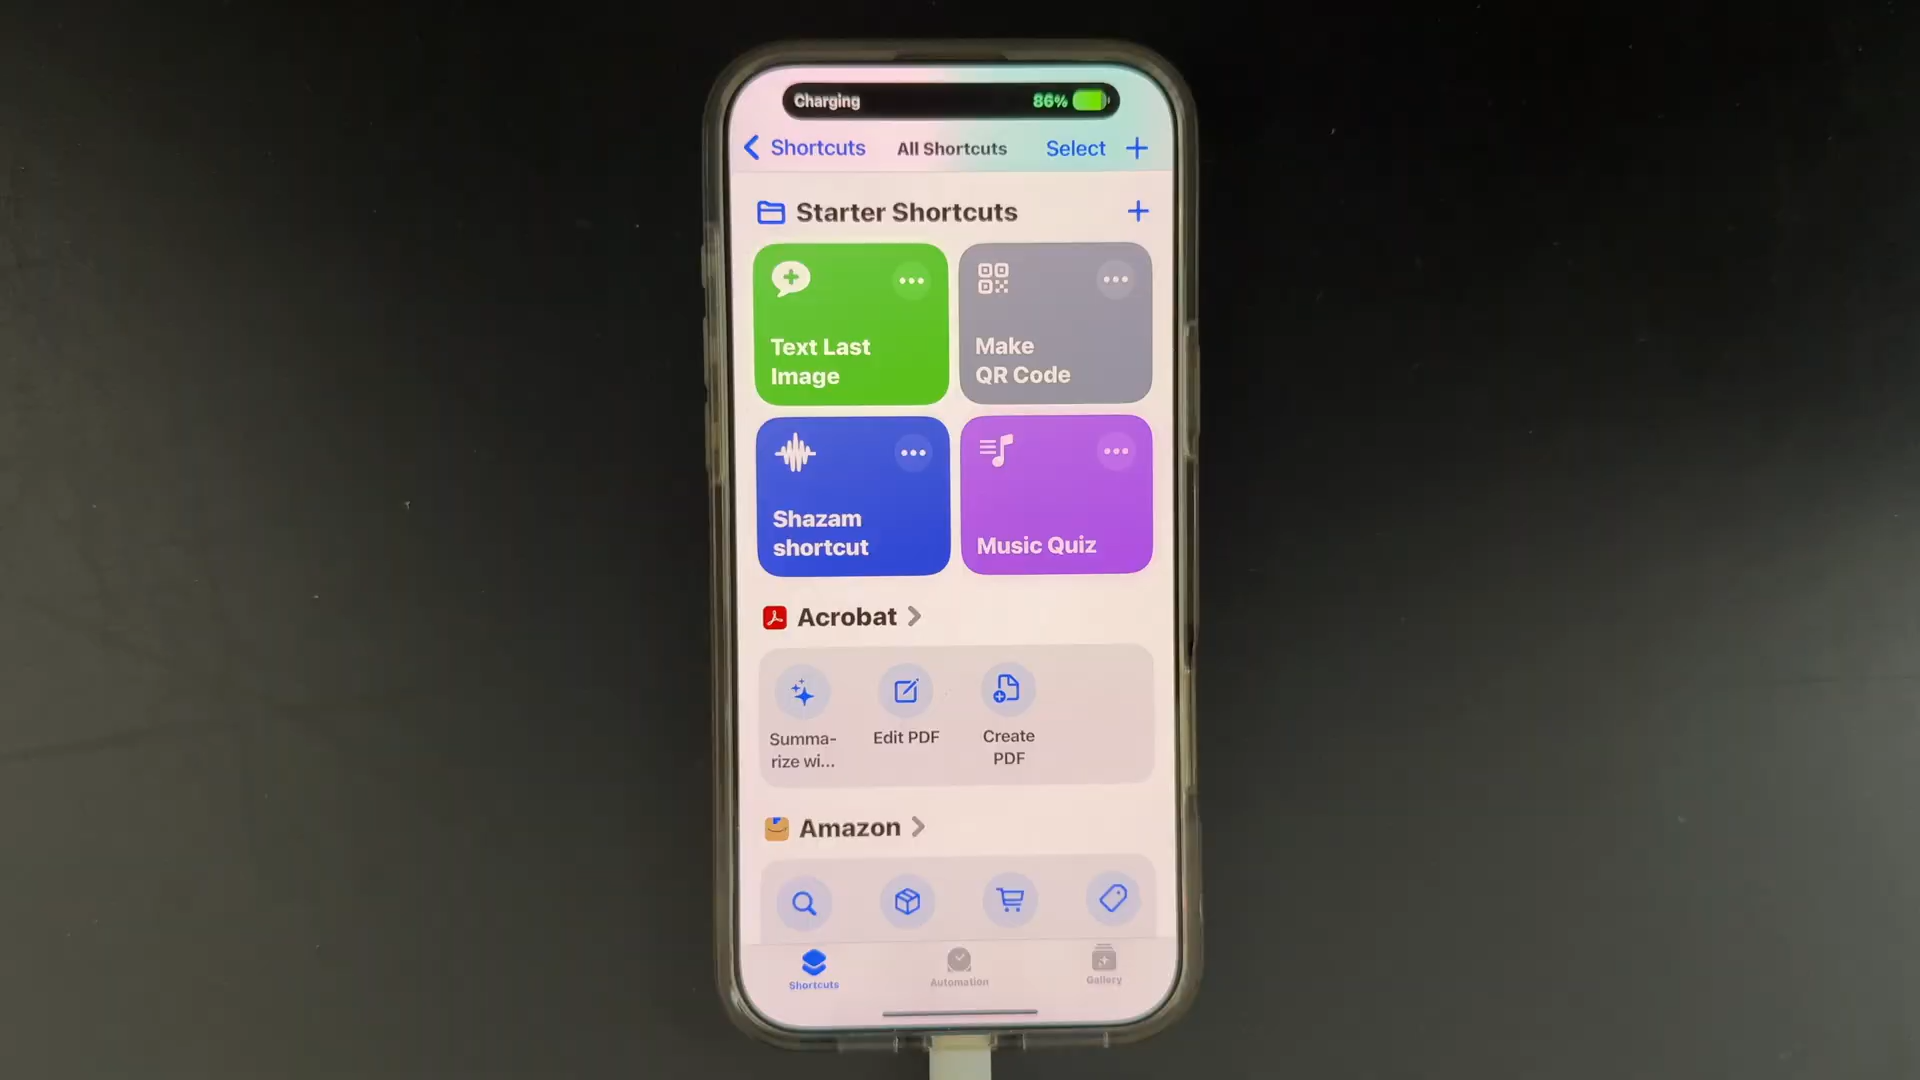 Charging 86%
Shortcuts All Shortcuts Select
Starter Shortcuts
Text Last
Image
Make
QR Code
Shazam
shortcut
Music Quiz
Acrobat
Summa-
rize wi...
Edit PDF
Create
PDF
Amazon
Shortcuts Automation Gallery